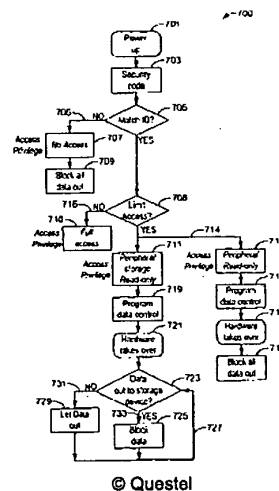 700
701
Power
703
Security
code
705
Match ID?
706
NO
YES
707
Access
Privilege
No Access
709
Block all
data out
708
Limit
Access?
NO
YES
714
Access
Privilege
Full
access
711
Access
Privilege
Peripheral
storage
Read-only
719
Program
data control
721
Hardware
takes over
Access
Privilege
Peripheral
Read-only
Program
data control
Hardware
takes over
Block all
data out
731
NO
Data
out to storage
device?
723
733
YES
725
729
Let Data
out
Block
data
727
© Questel